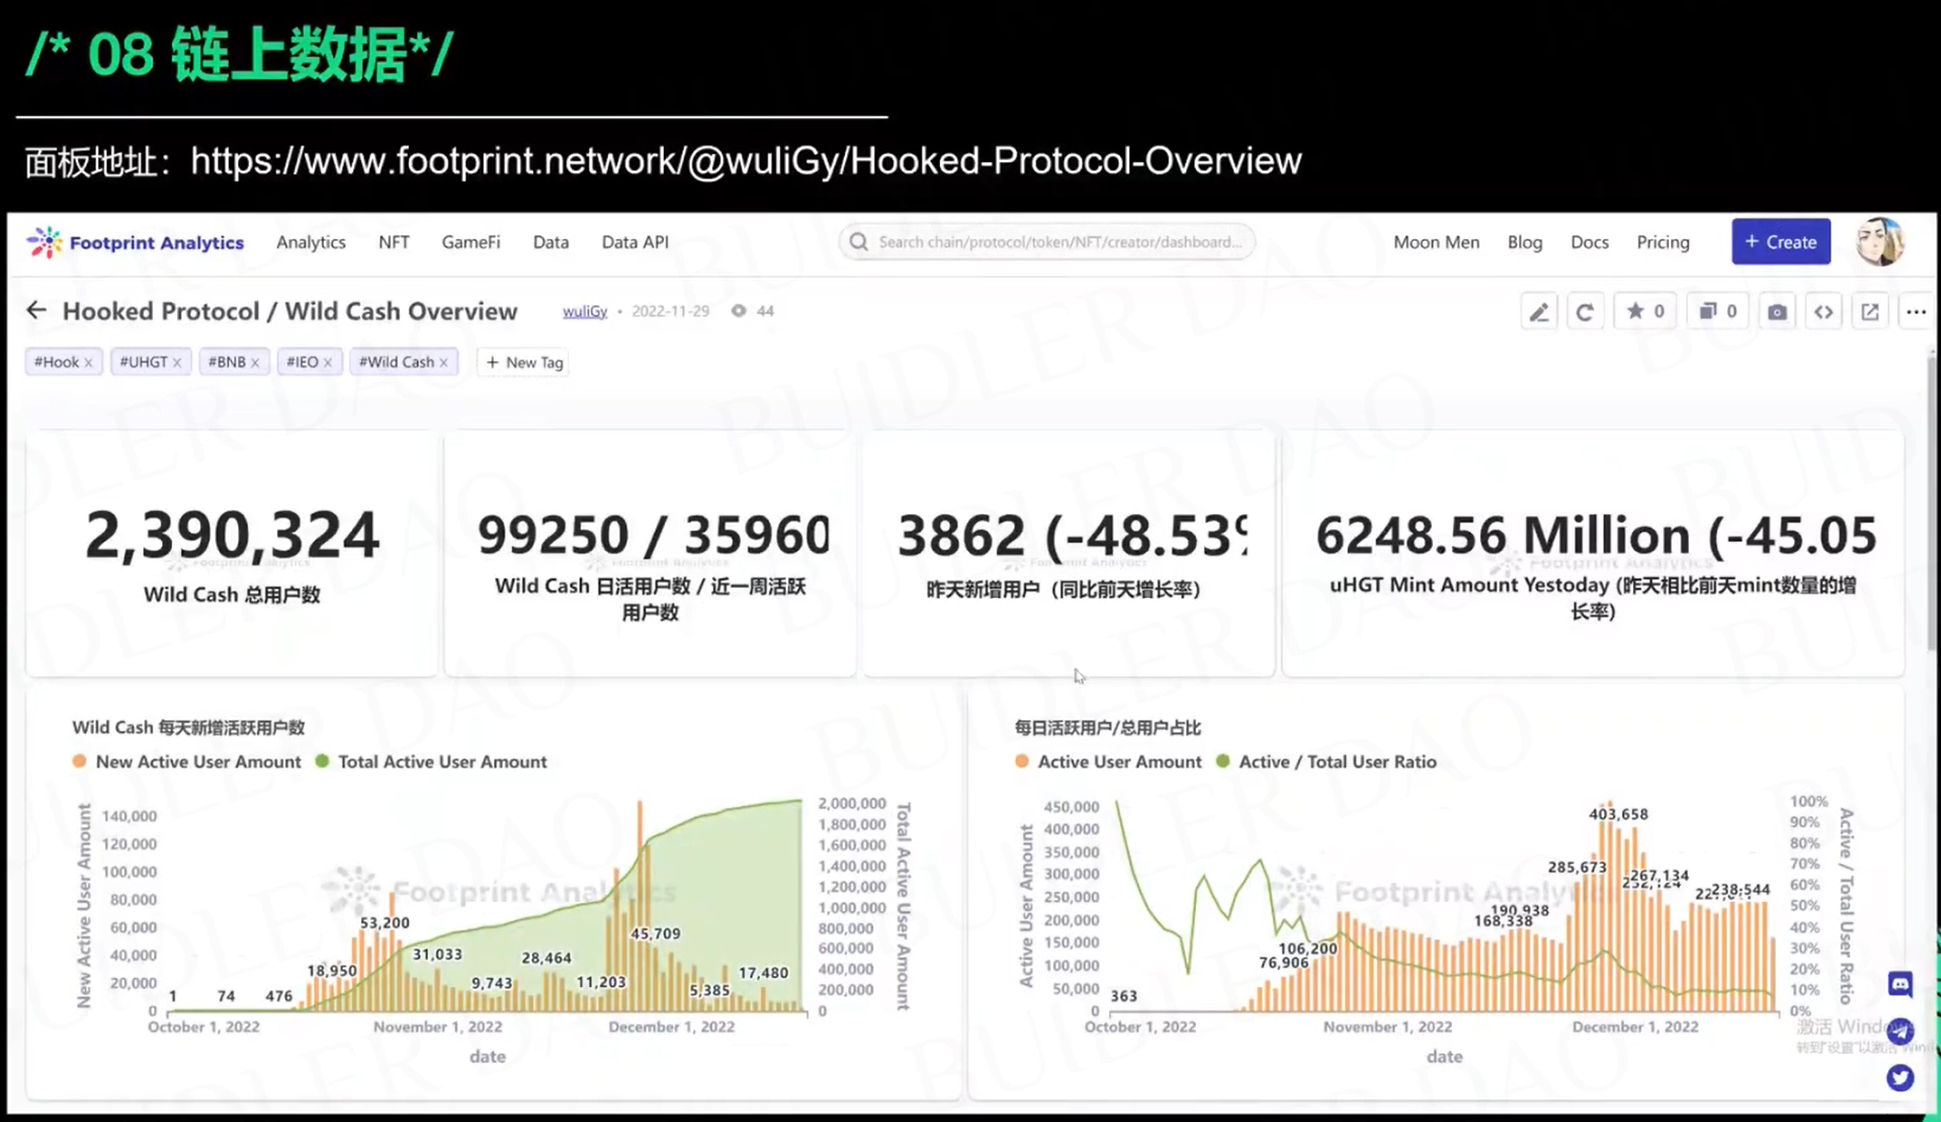 /* 08 链上数据*/
面板地址：https://www.footprint.network/@wuliGy/Hooked-Protocol-Overview
Footprint Analytics Analytics NFT GameFi Data Data API Search chain/protocol/token/NFT/creator/dashboard... Moon Men Blog Docs Pricing + Create
Hooked Protocol / Wild Cash Overview wuliGy • 2022-11-29 44 0 0
#Hook × #UHGT × #BNB × #IEO × #Wild Cash × + New Tag
2,390,324
Wild Cash 总用户数
99250 / 35960
Wild Cash 日活用户数 / 近一周活跃
用户数
3862 (-48.53%
昨天新增用户（同比前天增长率）
6248.56 Million (-45.05
uHGT Mint Amount Yestoday (昨天相比前天mint数量的增
长率)
Wild Cash 每天新增活跃用户数
New Active User Amount Total Active User Amount
New Active User Amount
140,000
120,000
100,000
80,000
60,000
40,000
20,000
0
2,000,000
1,800,000
1,600,000
1,400,000
1,200,000
1,000,000
800,000
600,000
400,000
200,000
0
Total Active User Amount
1 74 476 18,950 53,200 31,033 9,743 28,464 11,203 45,709 5,385 17,480
October 1, 2022 November 1, 2022 December 1, 2022
date
Footprint Analytics
每日活跃用户/总用户占比
Active User Amount Active / Total User Ratio
Active User Amount
450,000
400,000
350,000
300,000
250,000
200,000
150,000
100,000
50,000
0
100%
90%
80%
70%
60%
50%
40%
30%
20%
10%
0%
Active / Total User Ratio
363 76,906 106,200 168,338 190,938 285,673 403,658 267,134 238,544
October 1, 2022 November 1, 2022 December 1, 2022
date
Footprint Analytics
激活 Windows
转到"设置"以激活 Wind
BUIDLER DAO